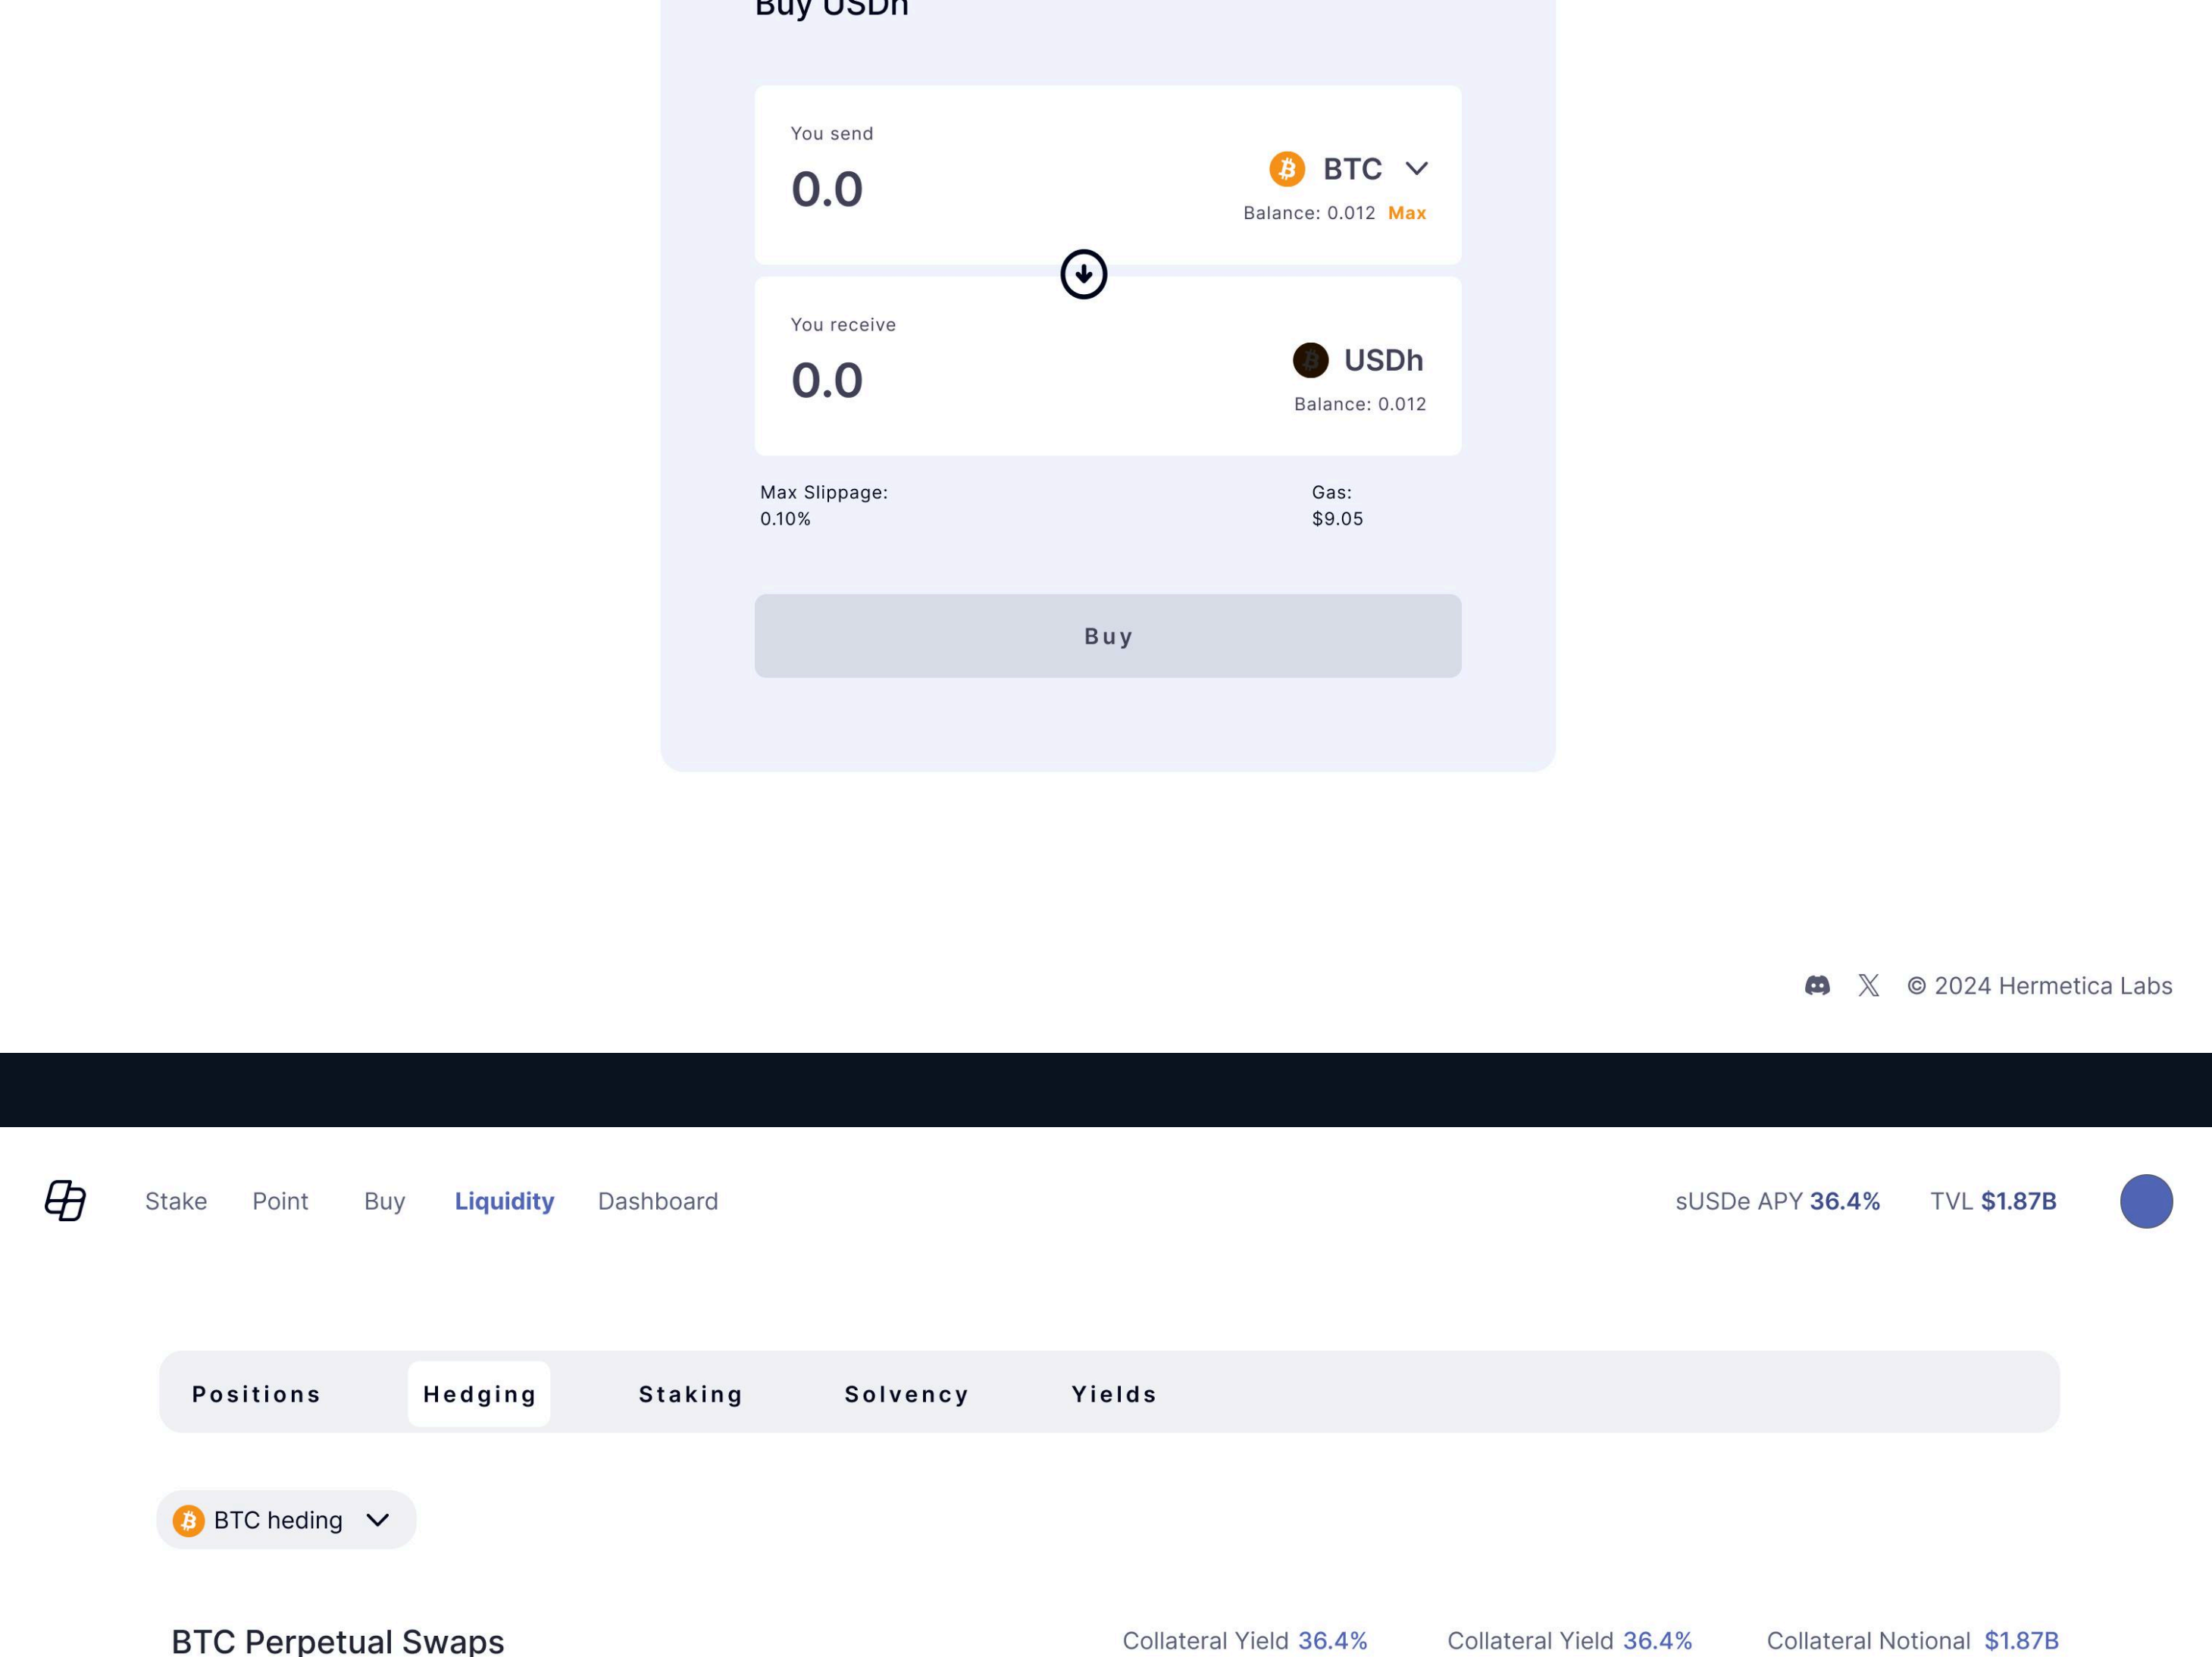 Buy USDh
You send
0.0
BTC
Balance: 0.012 Max
You receive
0.0
USDh
Balance: 0.012
Max Slippage:
0.10%
Gas:
$9.05
Buy
© 2024 Hermetica Labs
Stake Point Buy Liquidity Dashboard sUSDe APY 36.4% TVL $1.87B
Positions Hedging Staking Solvency Yields
BTC heding
BTC Perpetual Swaps Collateral Yield 36.4% Collateral Yield 36.4% Collateral Notional $1.87B